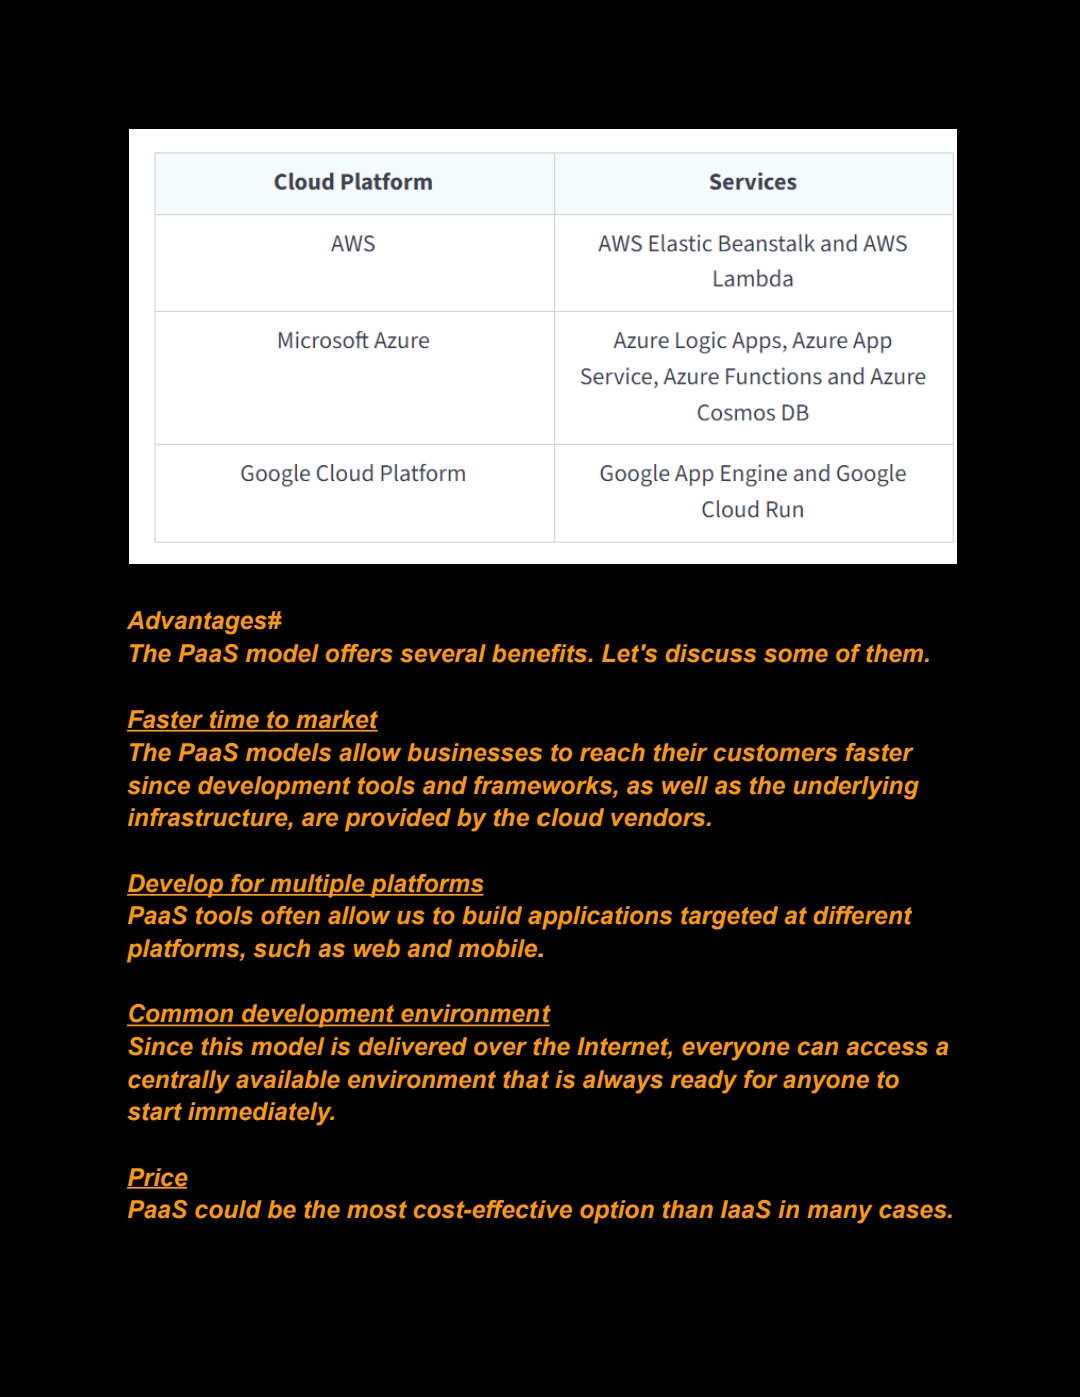 Cloud Platform Services
AWS AWS Elastic Beanstalk and AWS
Lambda
Microsoft Azure Azure Logic Apps, Azure App
Service, Azure Functions and Azure
Cosmos DB
Google Cloud Platform Google App Engine and Google
Cloud Run
Advantages#
The PaaS model offers several benefits. Let's discuss some of them.
Faster time to market
The PaaS models allow businesses to reach their customers faster
since development tools and frameworks, as well as the underlying
infrastructure, are provided by the cloud vendors.
Develop for multiple platforms
PaaS tools often allow us to build applications targeted at different
platforms, such as web and mobile.
Common development environment
Since this model is delivered over the Internet, everyone can access a
centrally available environment that is always ready for anyone to
start immediately.
Price
PaaS could be the most cost-effective option than IaaS in many cases.